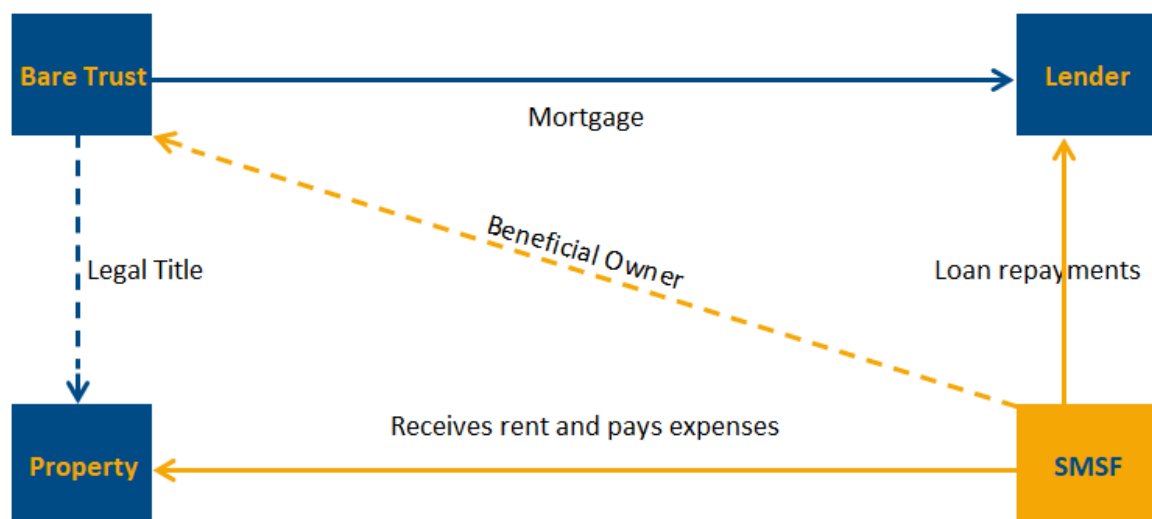 Bare Trust
Lender
Mortgage
Beneficial Owner
Legal Title
Loan repayments
Receives rent and pays expenses
Property
SMSF